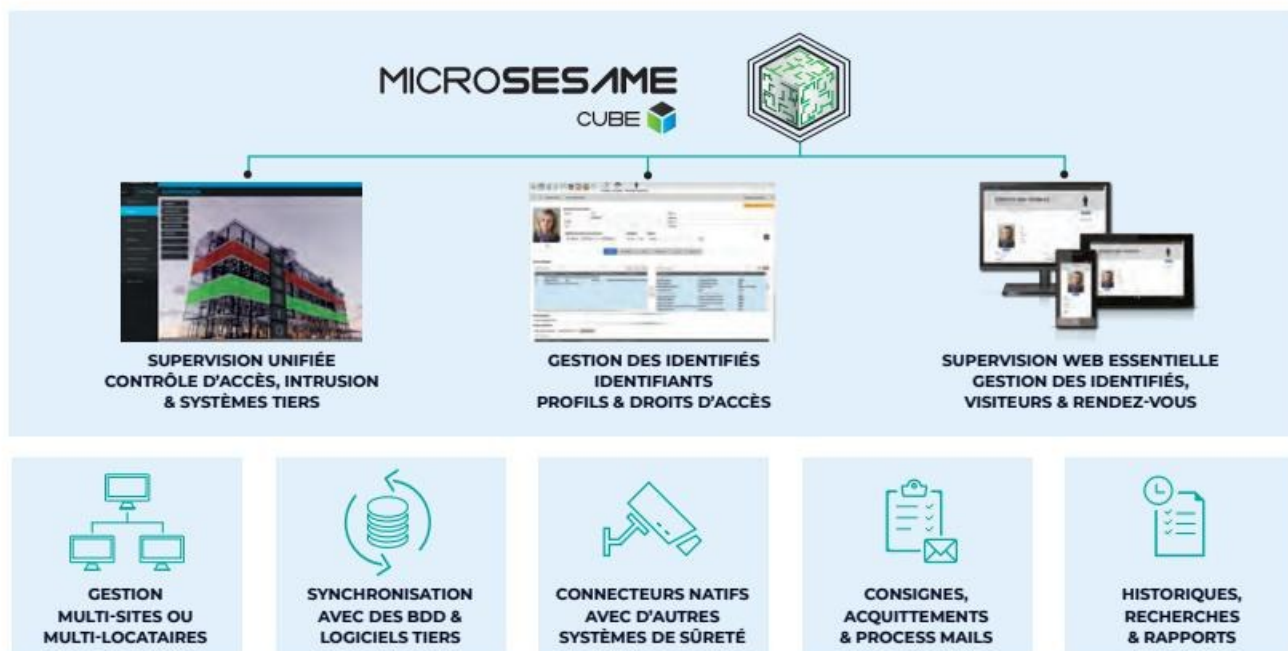 MICROSESAME
CUBE
SUPERVISION UNIFIÉE
CONTRÔLE D'ACCÈS, INTRUSION
& SYSTÈMES TIERS
GESTION DES IDENTIFIÉS
IDENTIFIANTS
PROFILS & DROITS D'ACCÈS
SUPERVISION WEB ESSENTIELLE
GESTION DES IDENTIFIÉS,
VISITEURS & RENDEZ-VOUS
GESTION
MULTI-SITES OU
MULTI-LOCATAIRES
SYNCHRONISATION
AVEC DES BDD &
LOGICIELS TIERS
CONNECTEURS NATIFS
AVEC D'AUTRES
SYSTÈMES DE SÛRETÉ
CONSIGNES,
ACQUITTEMENTS
& PROCESS MAILS
HISTORIQUES,
RECHERCHES
& RAPPORTS